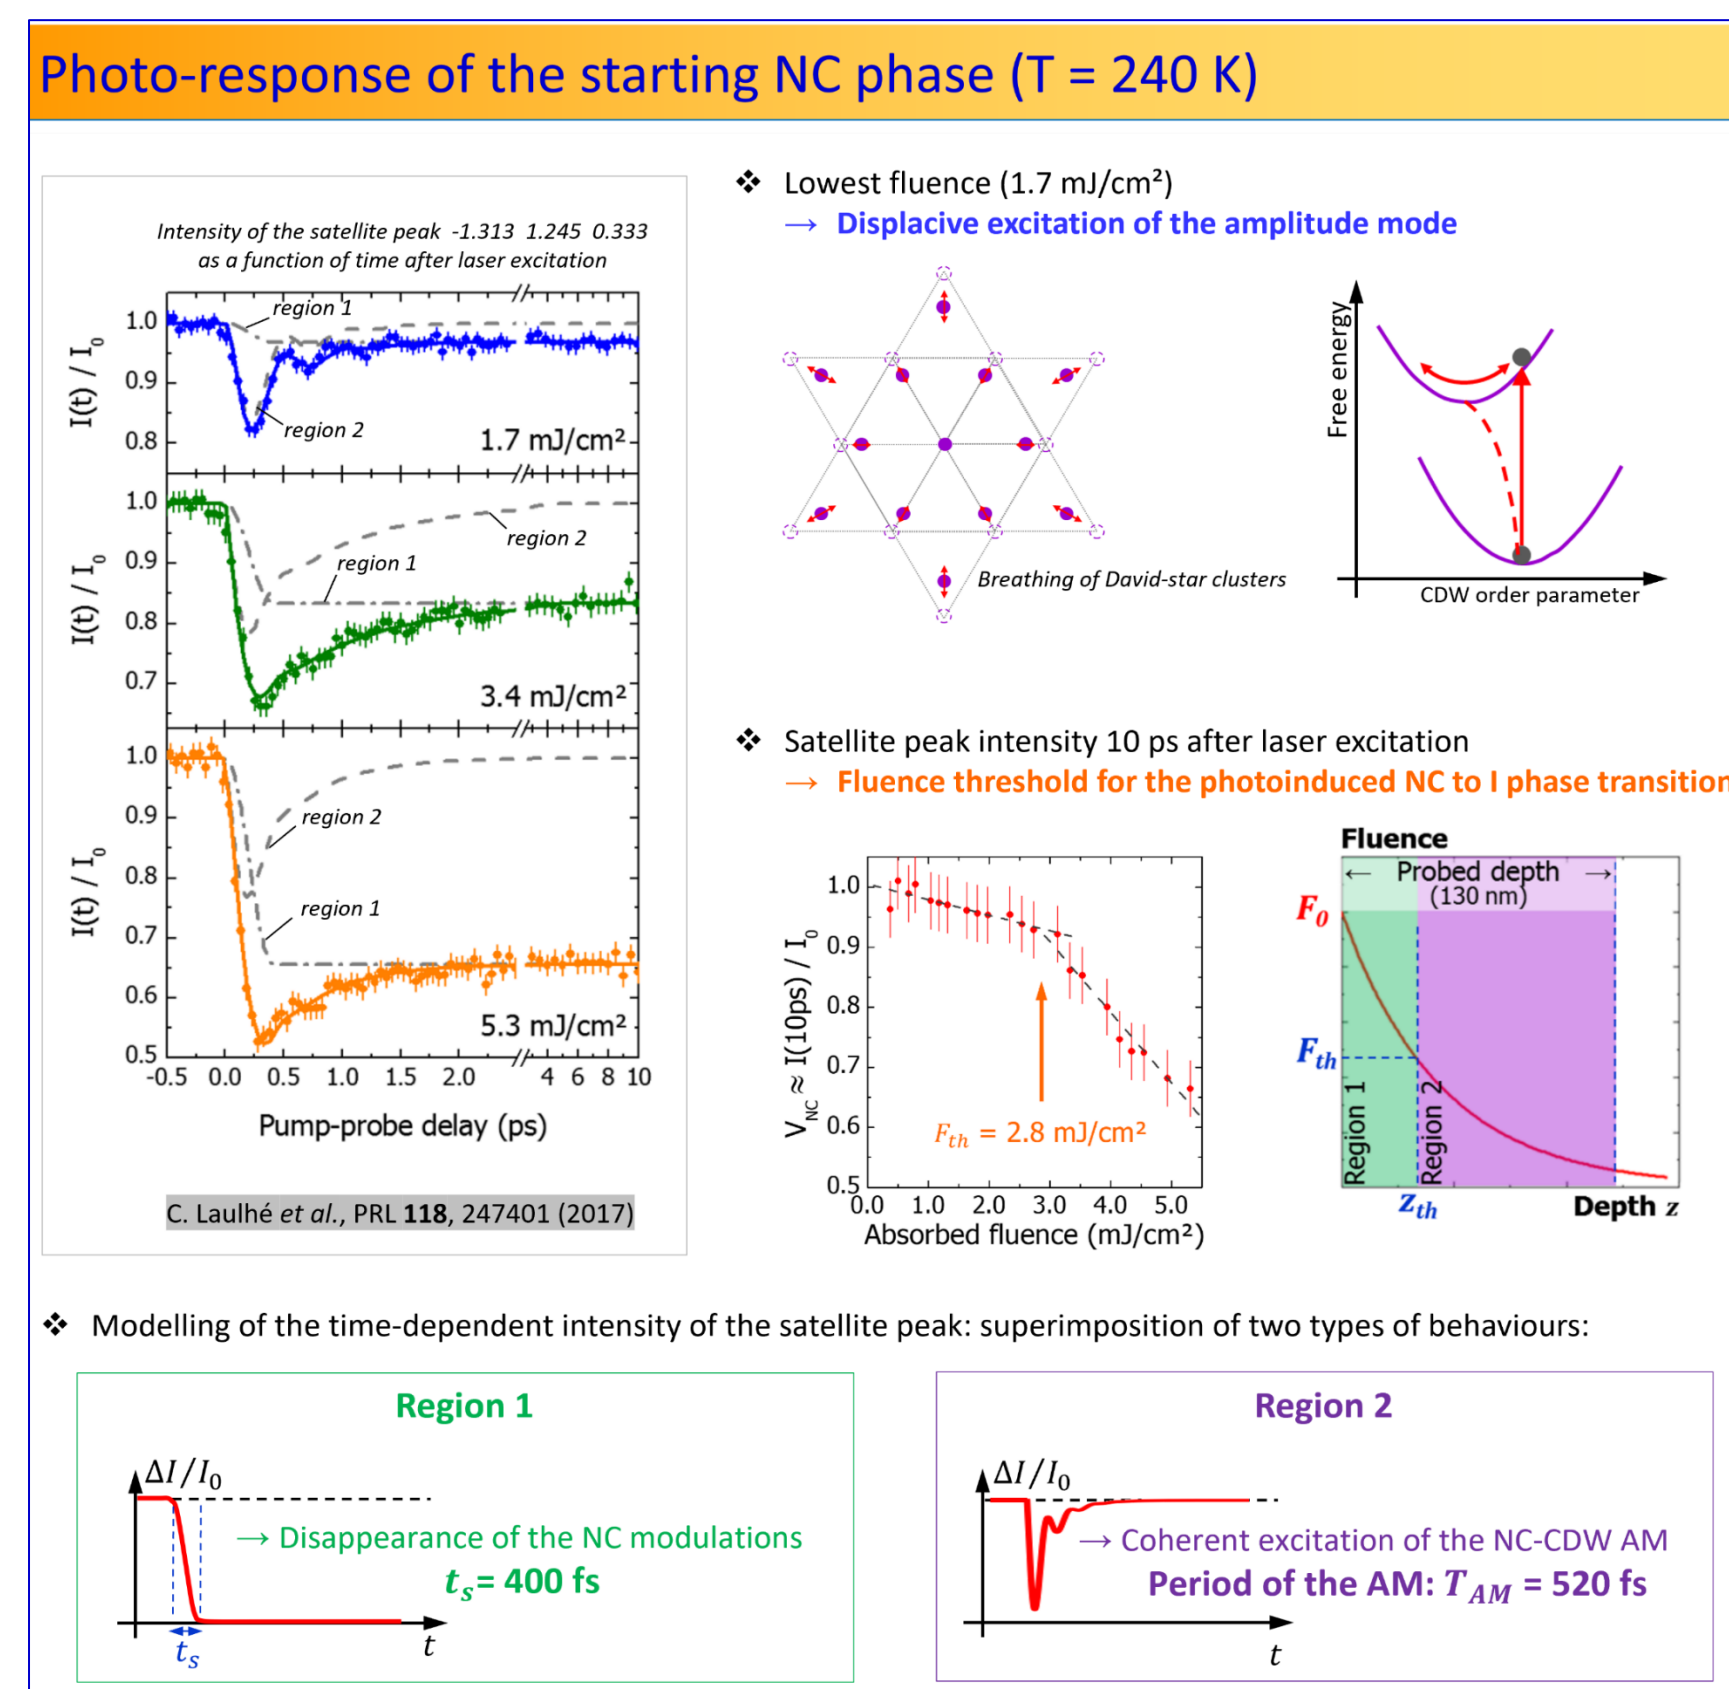 Photo-response of the starting NC phase (T = 240 K)
Intensity of the satellite peak -1.313 1.245 0.333
as a function of time after laser excitation
I(t) / I₀
1.0
0.9
0.8
region 1
region 2
1.7 mJ/cm²
I(t) / I₀
1.0
0.9
0.8
0.7
region 2
region 1
3.4 mJ/cm²
I(t) / I₀
1.0
0.9
0.8
0.7
0.6
0.5
region 2
region 1
5.3 mJ/cm²
-0.5 0.0 0.5 1.0 1.5 2.0 4 6 8 10
Pump-probe delay (ps)
C. Laulhé et al., PRL 118, 247401 (2017)
❖ Lowest fluence (1.7 mJ/cm²)
→ Displacive excitation of the amplitude mode
Breathing of David-star clusters
Free energy
CDW order parameter
❖ Satellite peak intensity 10 ps after laser excitation
→ Fluence threshold for the photoinduced NC to I phase transition
V_NC ≈ I(10ps) / I₀
1.0
0.9
0.8
0.7
0.6
0.5
F_th = 2.8 mJ/cm²
0.0 1.0 2.0 3.0 4.0 5.0
Absorbed fluence (mJ/cm²)
Fluence
← Probed depth →
(130 nm)
F₀
F_th
Region 1
Region 2
z_th
Depth z
❖ Modelling of the time-dependent intensity of the satellite peak: superimposition of two types of behaviours:
Region 1
ΔI/I₀
→ Disappearance of the NC modulations
t_s = 400 fs
t_s
t
Region 2
ΔI/I₀
→ Coherent excitation of the NC-CDW AM
Period of the AM: T_AM = 520 fs
t